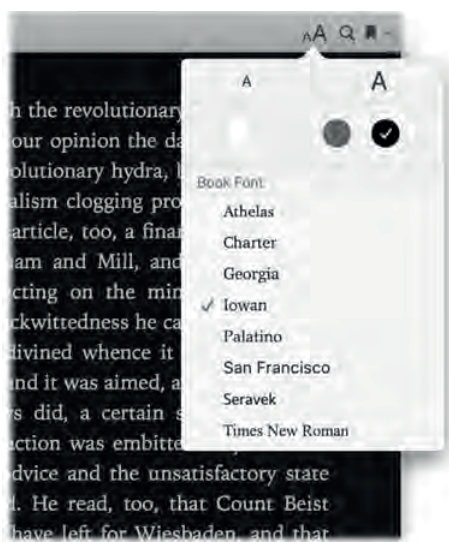 AA
A A
Book Font:
Athelas
Charter
Georgia
Iowan
Palatino
San Francisco
Seravek
Times New Roman
h the revolutionary
our opinion the da
olutionary hydra,
alism clogging pro
article, too, a finan
am and Mill, and
cting on the min
ckwittedness he ca
divined whence it
nd it was aimed, a
s did, a certain s
ction was embitte
dvice and the unsatisfactory state
. He read, too, that Count Beist
have left for Wiesbaden, and that